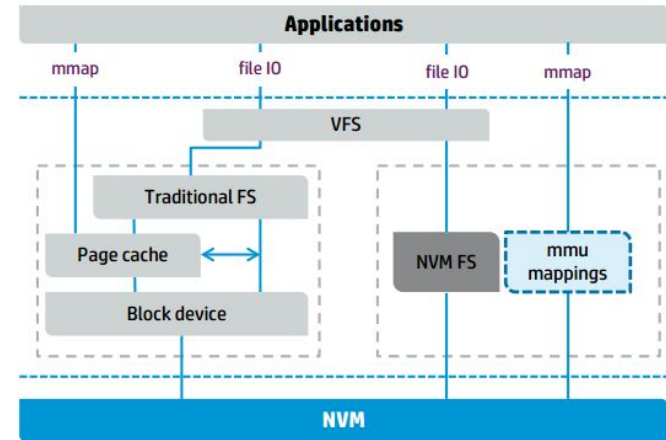 Applications
mmap file IO file IO mmap
VFS
Traditional FS
Page cache
NVM FS
mmu
mappings
Block device
NVM